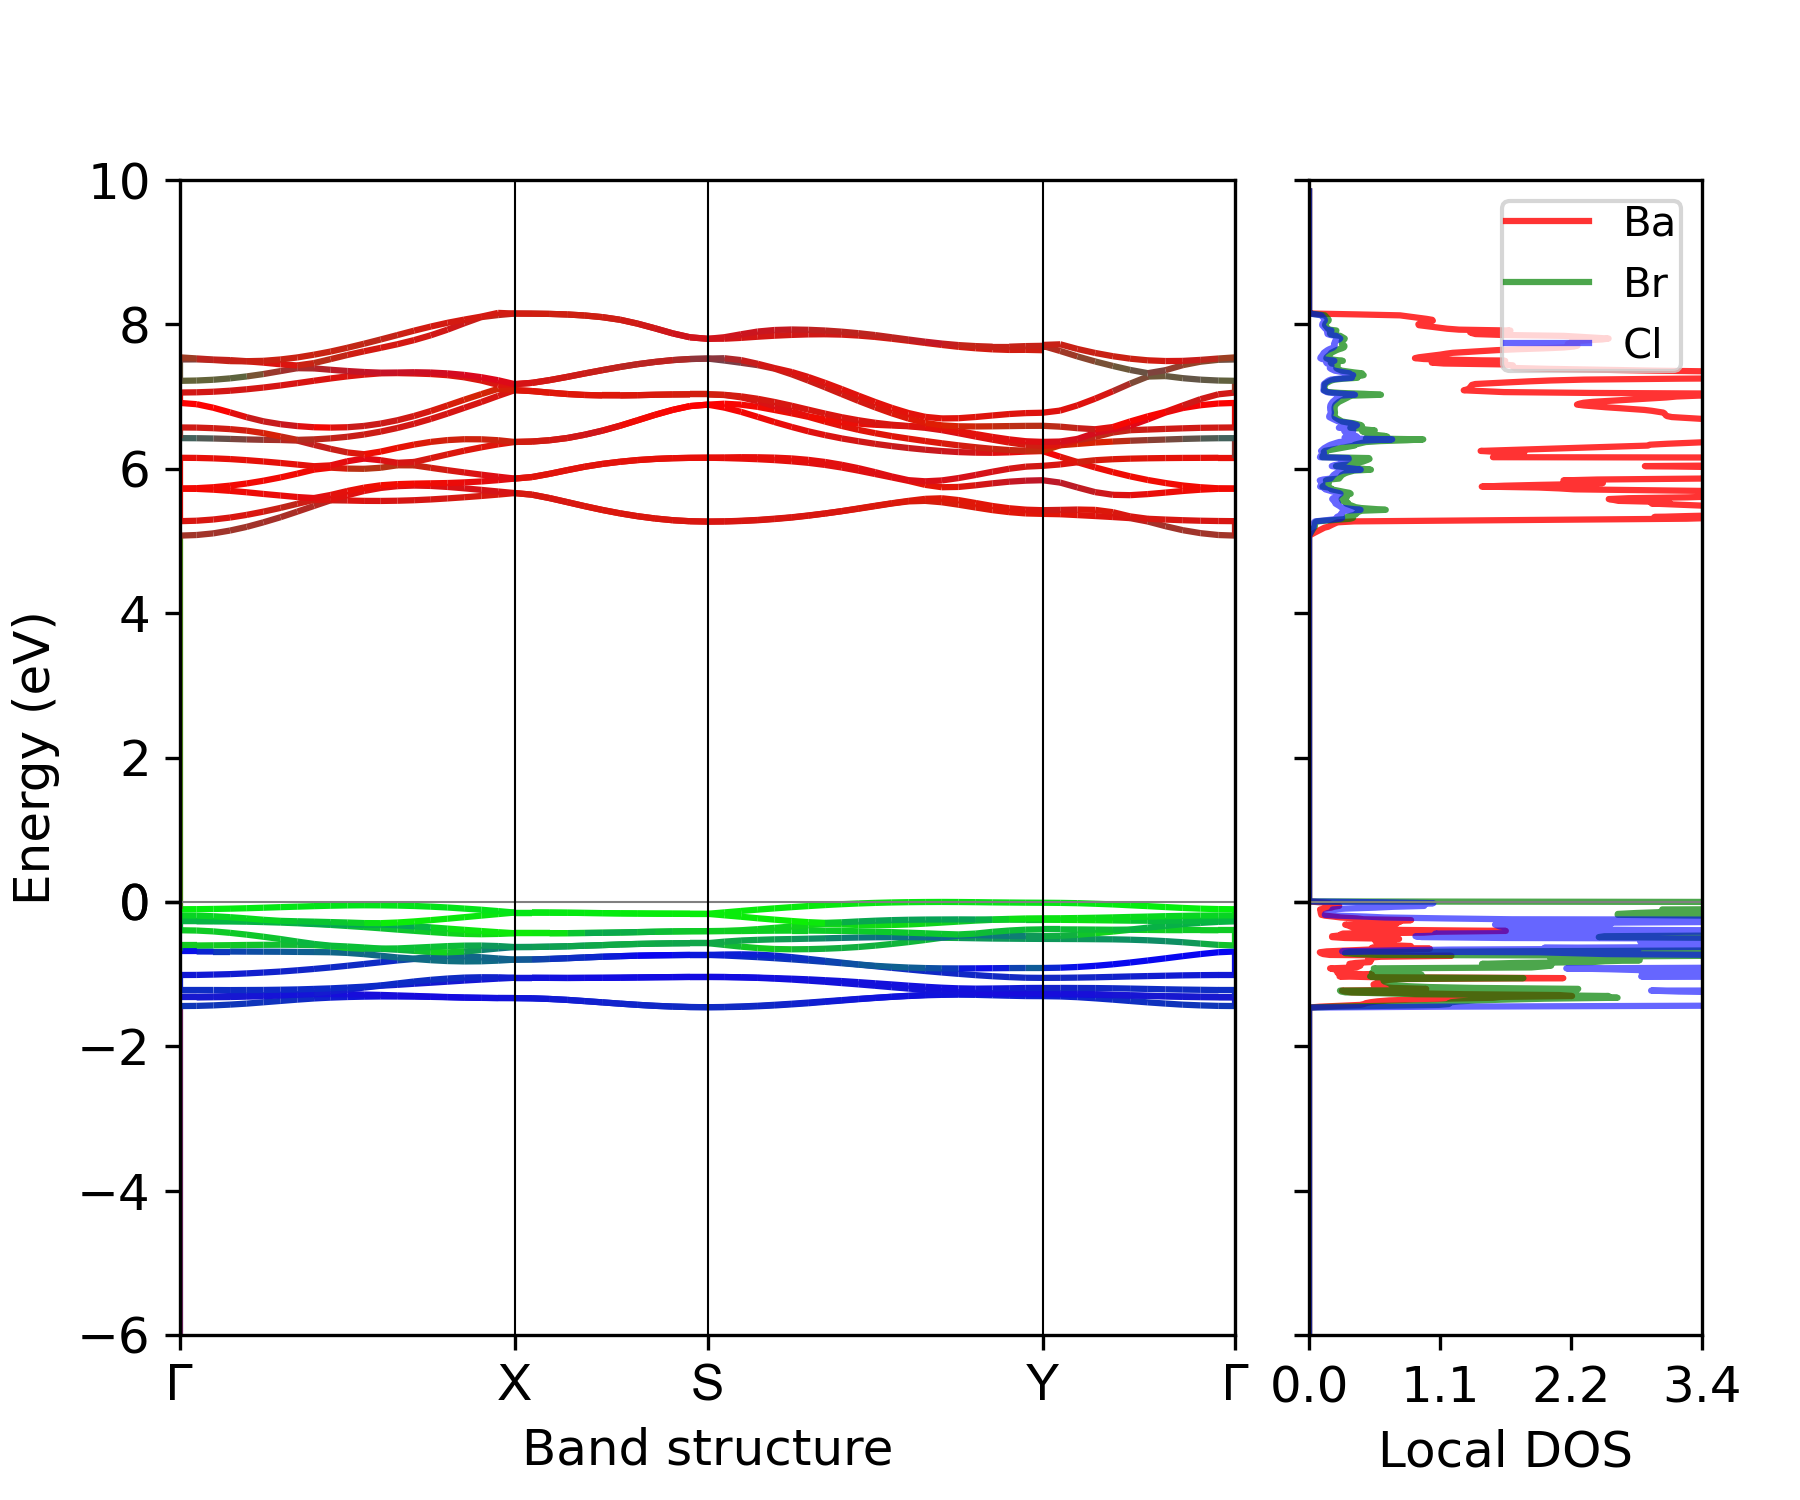 10
8
6
4
2
0
−2
−4
−6
Energy (eV)
Γ X S Y Γ
Band structure
Ba
Br
Cl
0.0 1.1 2.2 3.4
Local DOS